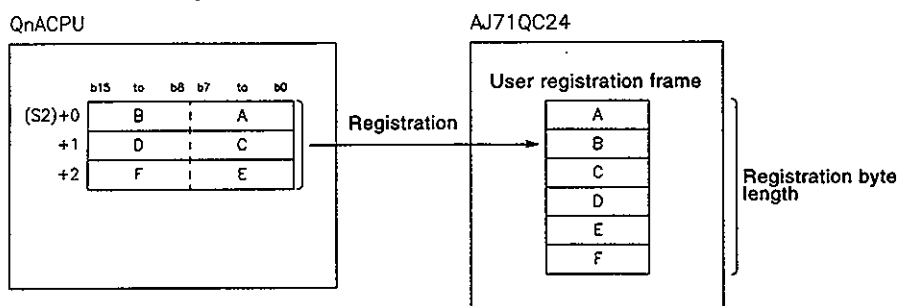 QnACPU
AJ71QC24
b15 to b8 b7 to b0
User registration frame
(S2)+0 B A
+1 D C
+2 F E
Registration
A
B
C
D
E
F
Registration byte
length